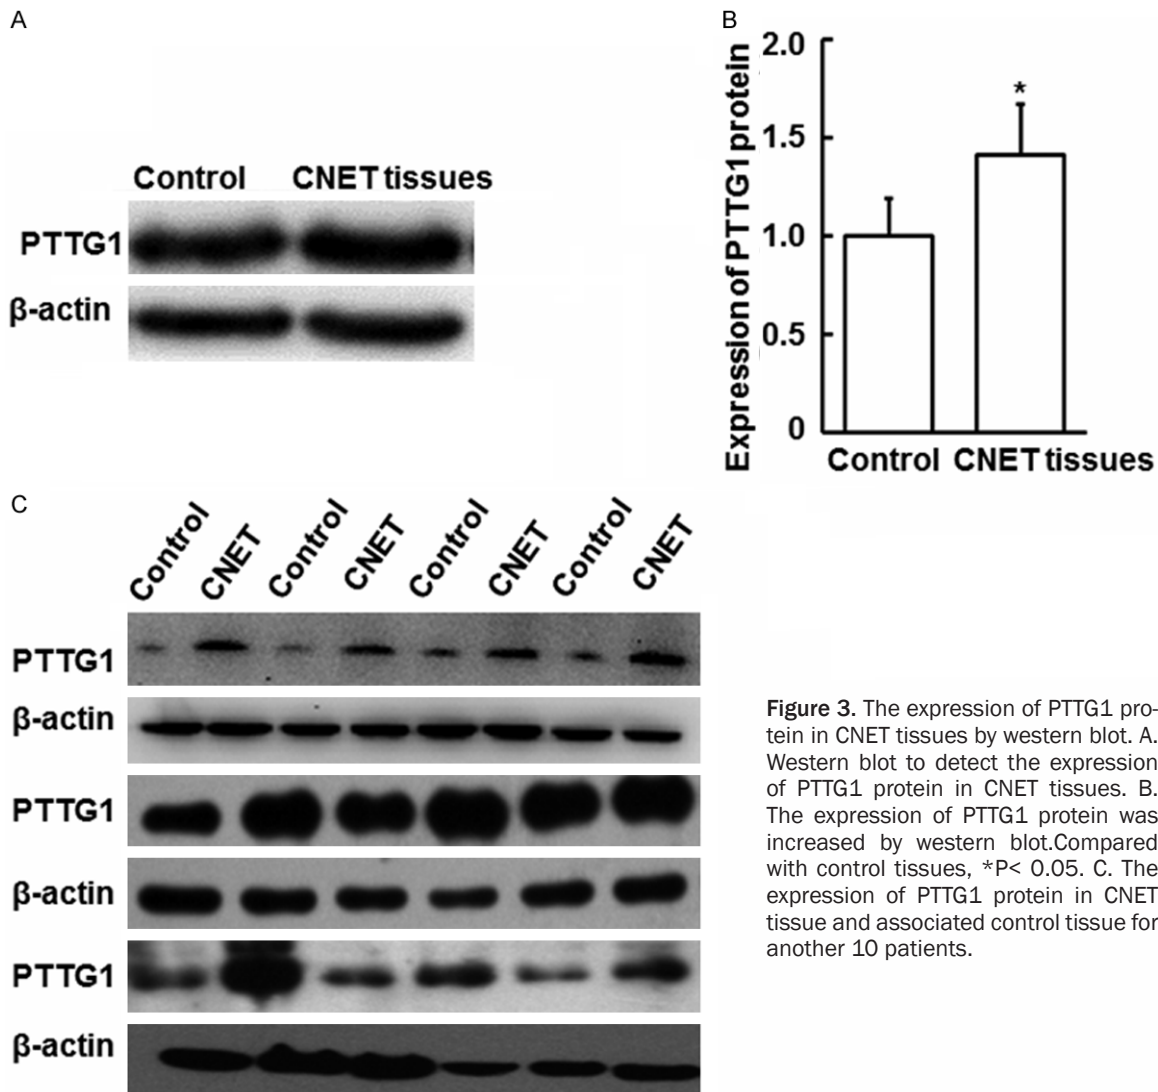 A
Control CNET tissues
PTTG1
β-actin
B
Expression of PTTG1 protein
2.0
1.5
*
1.0
0.5
0
Control CNET tissues
C
Control CNET Control CNET Control CNET Control CNET
PTTG1
β-actin
PTTG1
β-actin
PTTG1
β-actin
Figure 3. The expression of PTTG1 pro-
tein in CNET tissues by western blot. A.
Western blot to detect the expression
of PTTG1 protein in CNET tissues. B.
The expression of PTTG1 protein was
increased by western blot.Compared
with control tissues, *P< 0.05. C. The
expression of PTTG1 protein in CNET
tissue and associated control tissue for
another 10 patients.